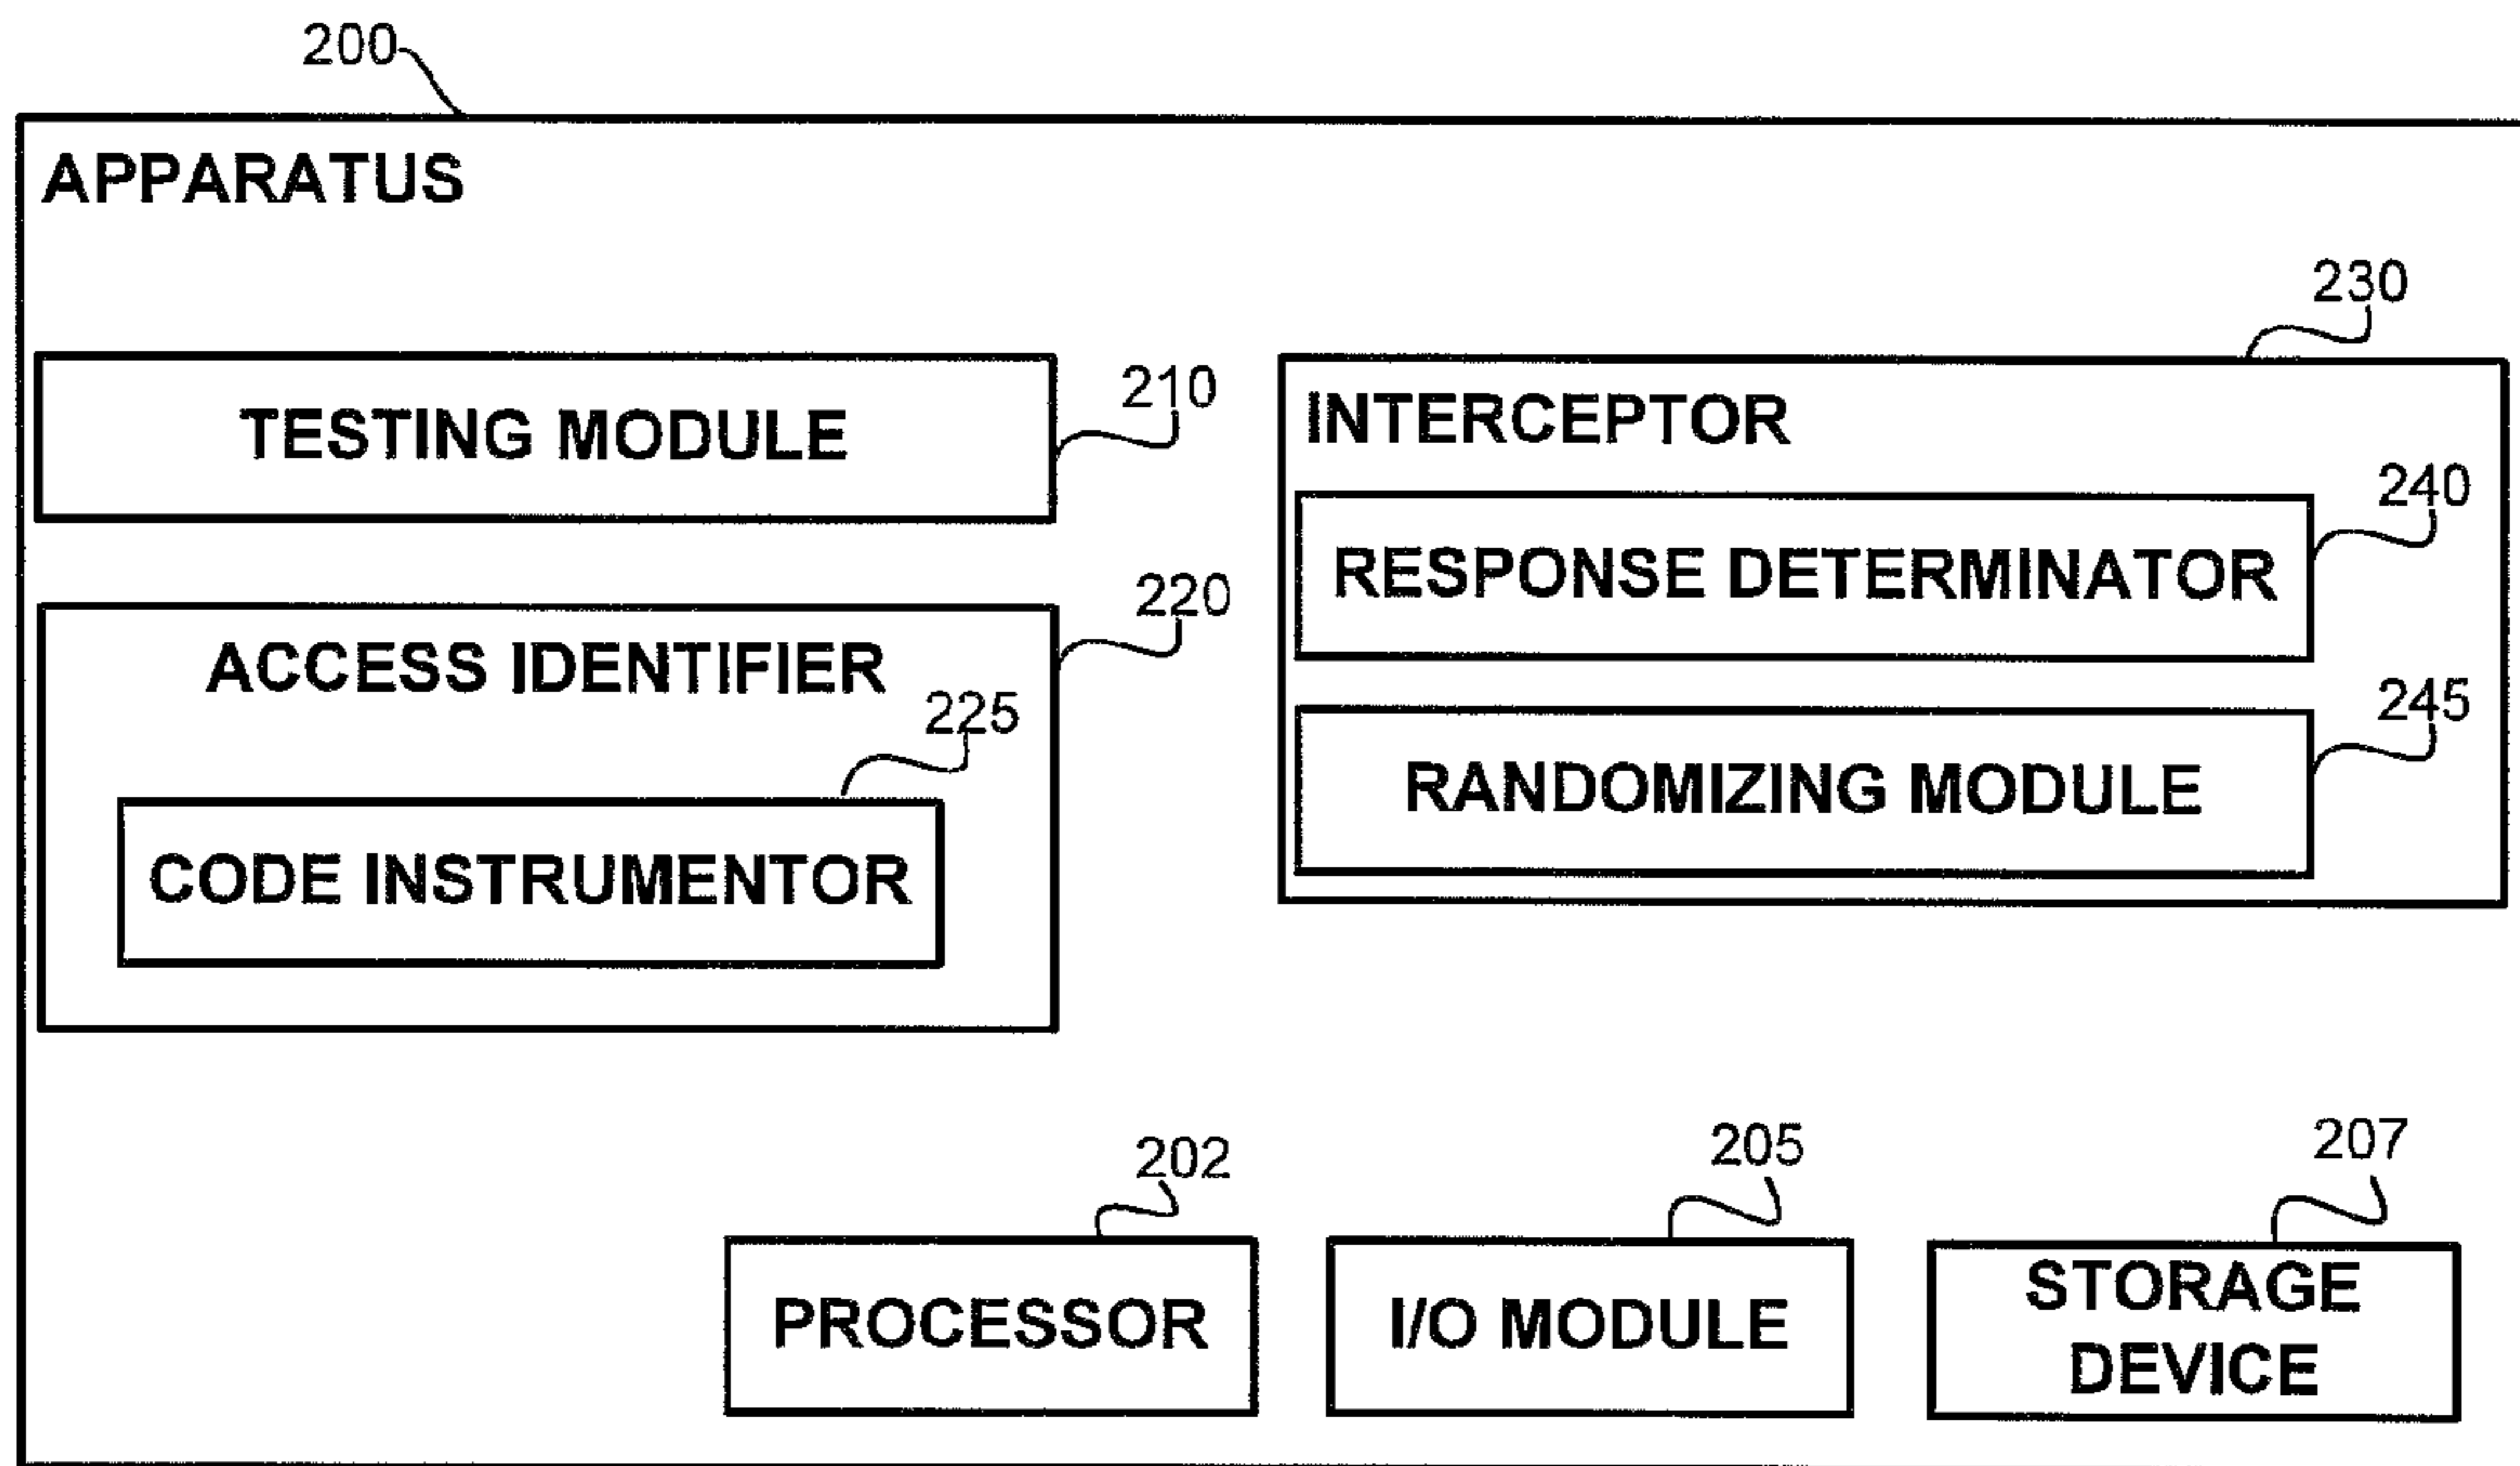 200
APPARATUS
230
TESTING MODULE
210
INTERCEPTOR
240
RESPONSE DETERMINATOR
220
ACCESS IDENTIFIER
225
245
RANDOMIZING MODULE
CODE INSTRUMENTOR
202
205
207
PROCESSOR
I/O MODULE
STORAGE
DEVICE